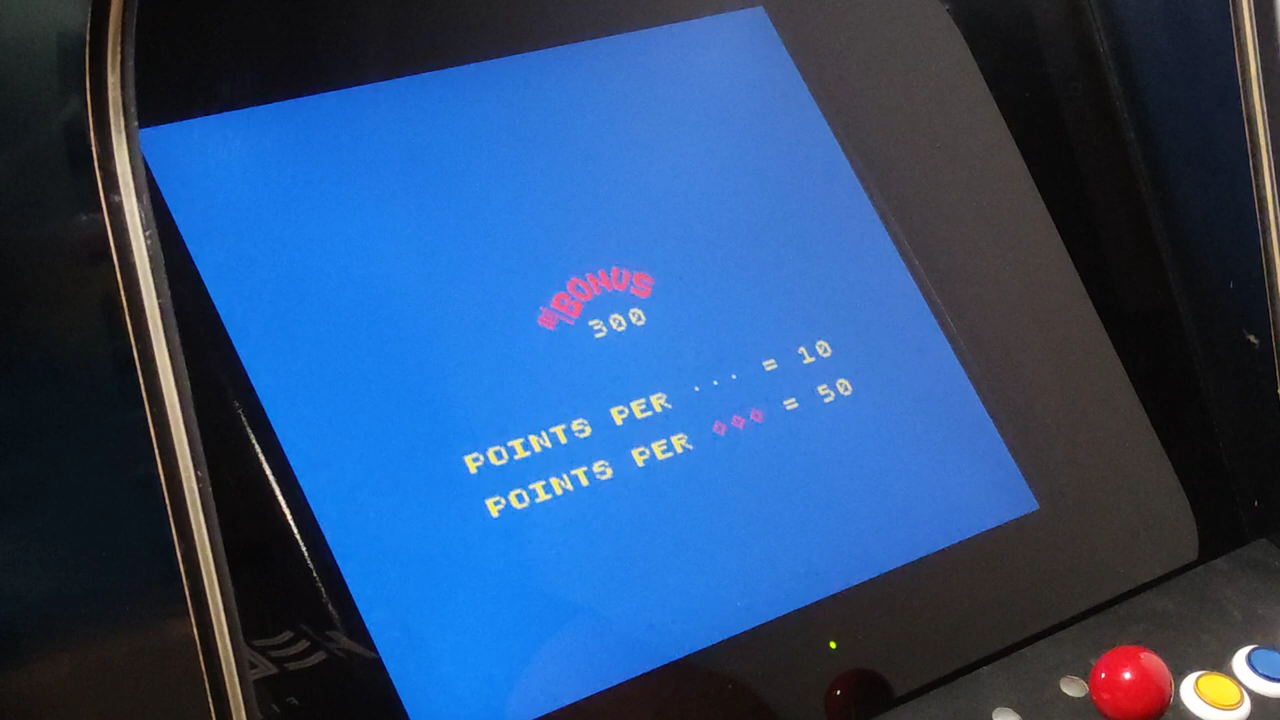 BONUS
300
POINTS PER ... = 10
POINTS PER ◇◇◇ = 50